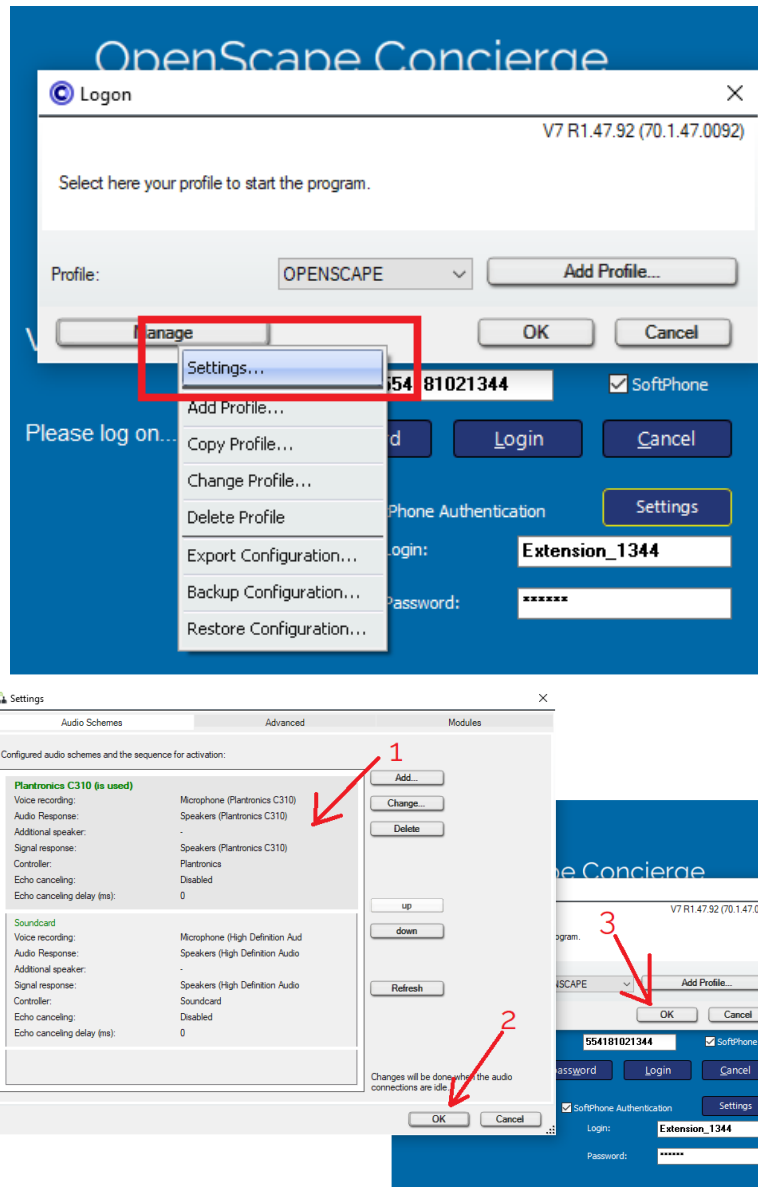 OpenScape Concierge
Logon
V7 R1.47.92 (70.1.47.0092)
Select here your profile to start the program.
Profile: OPENSCAPE Add Profile...
Manage OK Cancel
Settings...
554181021344 SoftPhone
Add Profile...
Please log on... Login Cancel
Copy Profile...
Change Profile...
Phone Authentication Settings
Delete Profile
Export Configuration...
Login: Extension_1344
Backup Configuration...
Password: ******
Restore Configuration...
Settings
Audio Schemes Advanced Modules
Configured audio schemes and the sequence for activation:
1
Plantronics C310 (is used)
Voice recording: Microphone (Plantronics C310)
Audio Response: Speakers (Plantronics C310)
Additional speaker: -
Signal response: Speakers (Plantronics C310)
Controller: Plantronics
Echo canceling: Disabled
Echo canceling delay (ms): 0
Soundcard
Voice recording: Microphone (High Definition Aud
Audio Response: Speakers (High Definition Audio
Additional speaker: -
Signal response: Speakers (High Definition Audio
Controller: Soundcard
Echo canceling: Disabled
Echo canceling delay (ms): 0
Add...
Change...
Delete
up
down
Refresh
2
Changes will be done when the audio
connections are idle.
OK Cancel
pe Concierge
V7 R1.47.92 (70.1.47.0
ogram.
3
NSCAPE Add Profile...
OK Cancel
554181021344 SoftPhone
assword Login Cancel
SoftPhone Authentication Settings
Login: Extension_1344
Password: ******